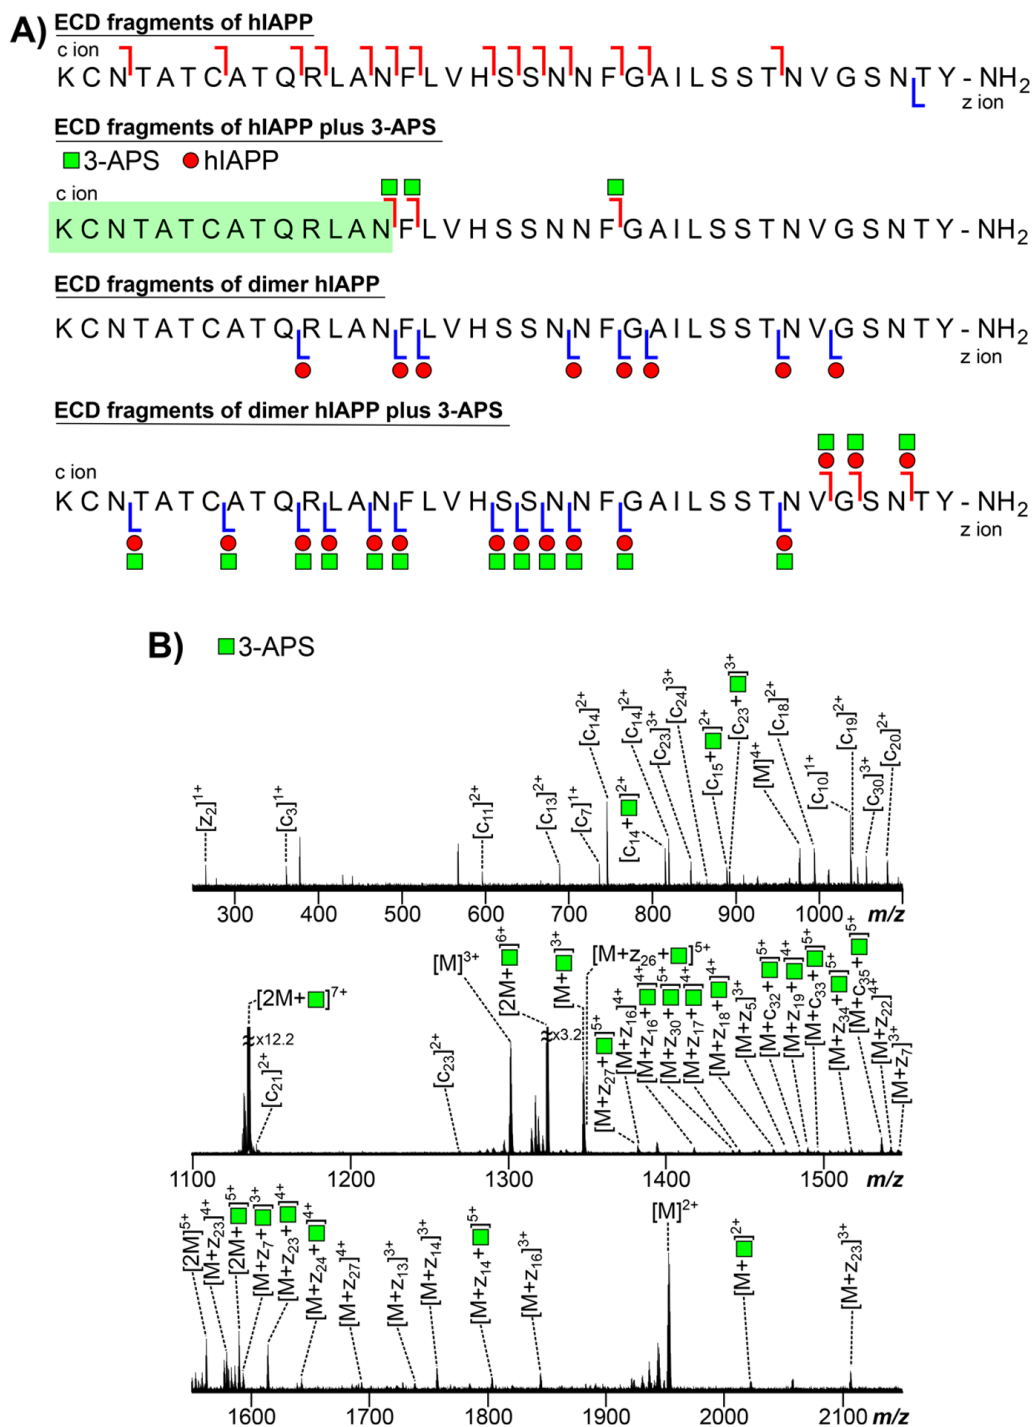 A)
ECD fragments of hIAPP
c ion
K C N T A T C A T Q R L A N F L V H S S N N F G A I L S S T N V G S N T Y - NH2
z ion
ECD fragments of hIAPP plus 3-APS
3-APS hIAPP
c ion
K C N T A T C A T Q R L A N F L V H S S N N F G A I L S S T N V G S N T Y - NH2
ECD fragments of dimer hIAPP
K C N T A T C A T Q R L A N F L V H S S N N F G A I L S S T N V G S N T Y - NH2
z ion
ECD fragments of dimer hIAPP plus 3-APS
c ion
K C N T A T C A T Q R L A N F L V H S S N N F G A I L S S T N V G S N T Y - NH2
z ion
B)
3-APS
[z2]1+
[c3]1+
[c11]2+
[c13]2+
[c7]1+
[c14]2+
[c14+]2+
[c14]2+
[c23]3+
[c24]3+
[c15+]2+
[c23+]3+
[M]4+
[c18]2+
[c10]1+
[c19]2+
[c30]3+
[c20]2+
300 400 500 600 700 800 900 1000 m/z
[2M+]7+
x12.2
[c21]2+
[c23]2+
[M]3+
[2M+]6+
x3.2
[M+]3+
[M+z26+]5+
[M+z27+]5+
[M+z16]4+
[M+z16+]4+
[M+z30+]5+
[M+z17+]4+
[M+z18+]4+
[M+z5]3+
[M+c32+]5+
[M+z19+]4+
[M+c33+]5+
[M+z34+]5+
[M+c35+]5+
[M+z22]4+
[M+z7]3+
1100 1200 1300 1400 1500 m/z
[2M]5+
[M+z23]4+
[2M+]5+
[M+z7+]3+
[M+z23+]4+
[M+z24+]4+
[M+z27]4+
[M+z13]3+
[M+z14]3+
[M+z14+]5+
[M+z16]3+
[M]2+
[M+]2+
[M+z23]3+
1600 1700 1800 1900 2000 2100 m/z